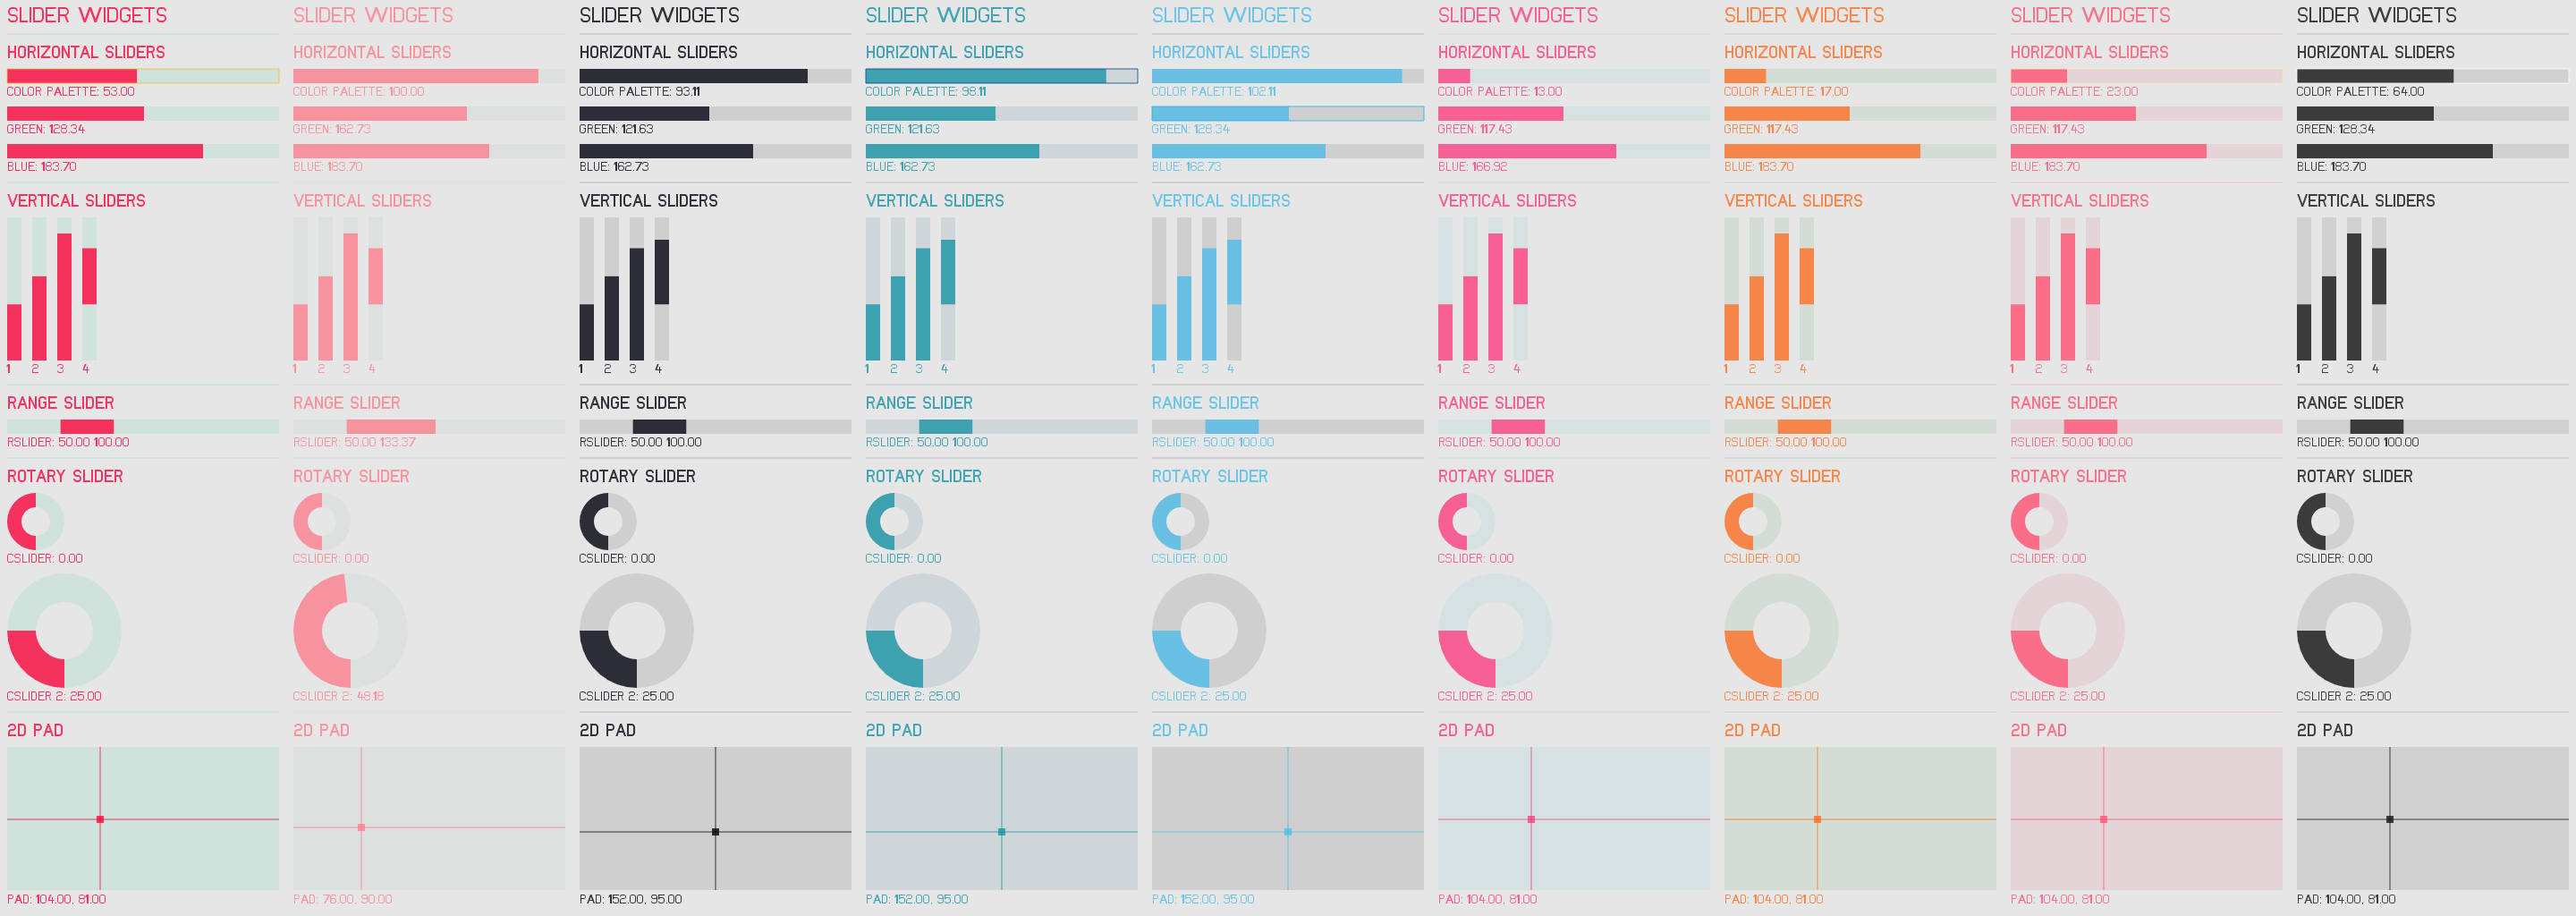 SLIDER WIDGETS
HORIZONTAL SLIDERS
COLOR PALETTE: 53.00
GREEN: 128.34
BLUE: 183.70
VERTICAL SLIDERS
1 2 3 4
RANGE SLIDER
RSLIDER: 50.00 100.00
ROTARY SLIDER
CSLIDER: 0.00
CSLIDER 2: 25.00
2D PAD
PAD: 104.00, 81.00
SLIDER WIDGETS
HORIZONTAL SLIDERS
COLOR PALETTE: 100.00
GREEN: 162.73
BLUE: 183.70
VERTICAL SLIDERS
1 2 3 4
RANGE SLIDER
RSLIDER: 50.00 133.37
ROTARY SLIDER
CSLIDER: 0.00
CSLIDER 2: 48.18
2D PAD
PAD: 76.00, 90.00
SLIDER WIDGETS
HORIZONTAL SLIDERS
COLOR PALETTE: 93.11
GREEN: 121.63
BLUE: 162.73
VERTICAL SLIDERS
1 2 3 4
RANGE SLIDER
RSLIDER: 50.00 100.00
ROTARY SLIDER
CSLIDER: 0.00
CSLIDER 2: 25.00
2D PAD
PAD: 152.00, 95.00
SLIDER WIDGETS
HORIZONTAL SLIDERS
COLOR PALETTE: 98.11
GREEN: 121.63
BLUE: 162.73
VERTICAL SLIDERS
1 2 3 4
RANGE SLIDER
RSLIDER: 50.00 100.00
ROTARY SLIDER
CSLIDER: 0.00
CSLIDER 2: 25.00
2D PAD
PAD: 152.00, 95.00
SLIDER WIDGETS
HORIZONTAL SLIDERS
COLOR PALETTE: 102.11
GREEN: 128.34
BLUE: 162.73
VERTICAL SLIDERS
1 2 3 4
RANGE SLIDER
RSLIDER: 50.00 100.00
ROTARY SLIDER
CSLIDER: 0.00
CSLIDER 2: 25.00
2D PAD
PAD: 152.00, 95.00
SLIDER WIDGETS
HORIZONTAL SLIDERS
COLOR PALETTE: 13.00
GREEN: 117.43
BLUE: 166.92
VERTICAL SLIDERS
1 2 3 4
RANGE SLIDER
RSLIDER: 50.00 100.00
ROTARY SLIDER
CSLIDER: 0.00
CSLIDER 2: 25.00
2D PAD
PAD: 104.00, 81.00
SLIDER WIDGETS
HORIZONTAL SLIDERS
COLOR PALETTE: 17.00
GREEN: 117.43
BLUE: 183.70
VERTICAL SLIDERS
1 2 3 4
RANGE SLIDER
RSLIDER: 50.00 100.00
ROTARY SLIDER
CSLIDER: 0.00
CSLIDER 2: 25.00
2D PAD
PAD: 104.00, 81.00
SLIDER WIDGETS
HORIZONTAL SLIDERS
COLOR PALETTE: 23.00
GREEN: 117.43
BLUE: 183.70
VERTICAL SLIDERS
1 2 3 4
RANGE SLIDER
RSLIDER: 50.00 100.00
ROTARY SLIDER
CSLIDER: 0.00
CSLIDER 2: 25.00
2D PAD
PAD: 104.00, 81.00
SLIDER WIDGETS
HORIZONTAL SLIDERS
COLOR PALETTE: 64.00
GREEN: 128.34
BLUE: 183.70
VERTICAL SLIDERS
1 2 3 4
RANGE SLIDER
RSLIDER: 50.00 100.00
ROTARY SLIDER
CSLIDER: 0.00
CSLIDER 2: 25.00
2D PAD
PAD: 104.00, 81.00